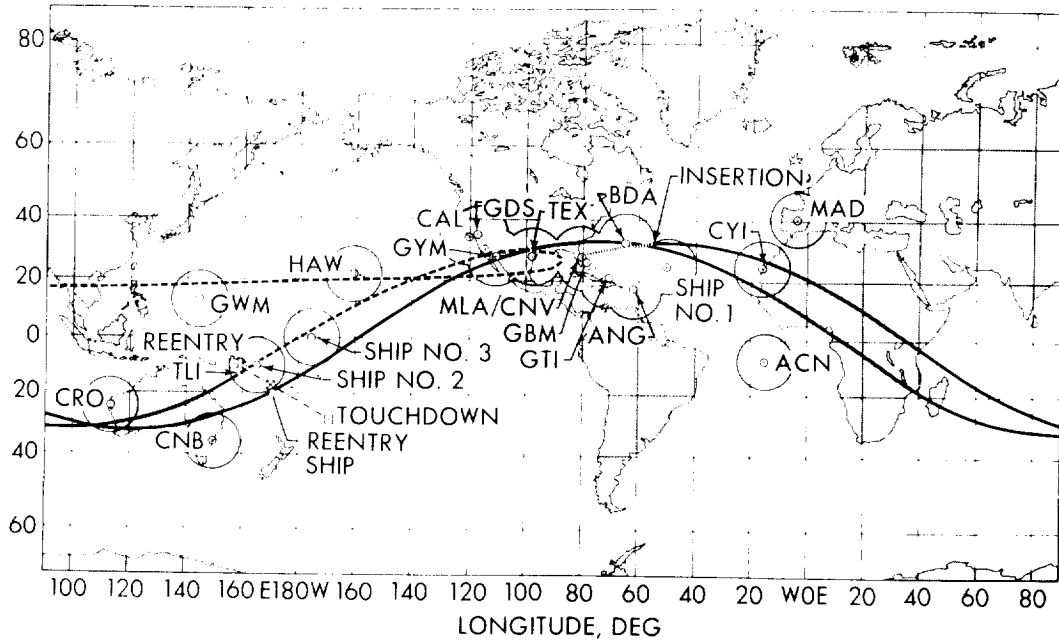 80
60
40
20
0
20
40
60
INSERTION
BDA
GDS
TEX
CAL
MAD
CYI
GYM
HAW
GWM
MLA/CNV
GBM
GTI
ANG
SHIP
NO. 1
REENTRY
TLI
SHIP NO. 3
SHIP NO. 2
ACN
CRO
TOUCHDOWN
CNB
REENTRY
SHIP
100 120 140 160 E180W 160 140 120 100 80 60 40 20 W0E 20 40 60 80
LONGITUDE, DEG